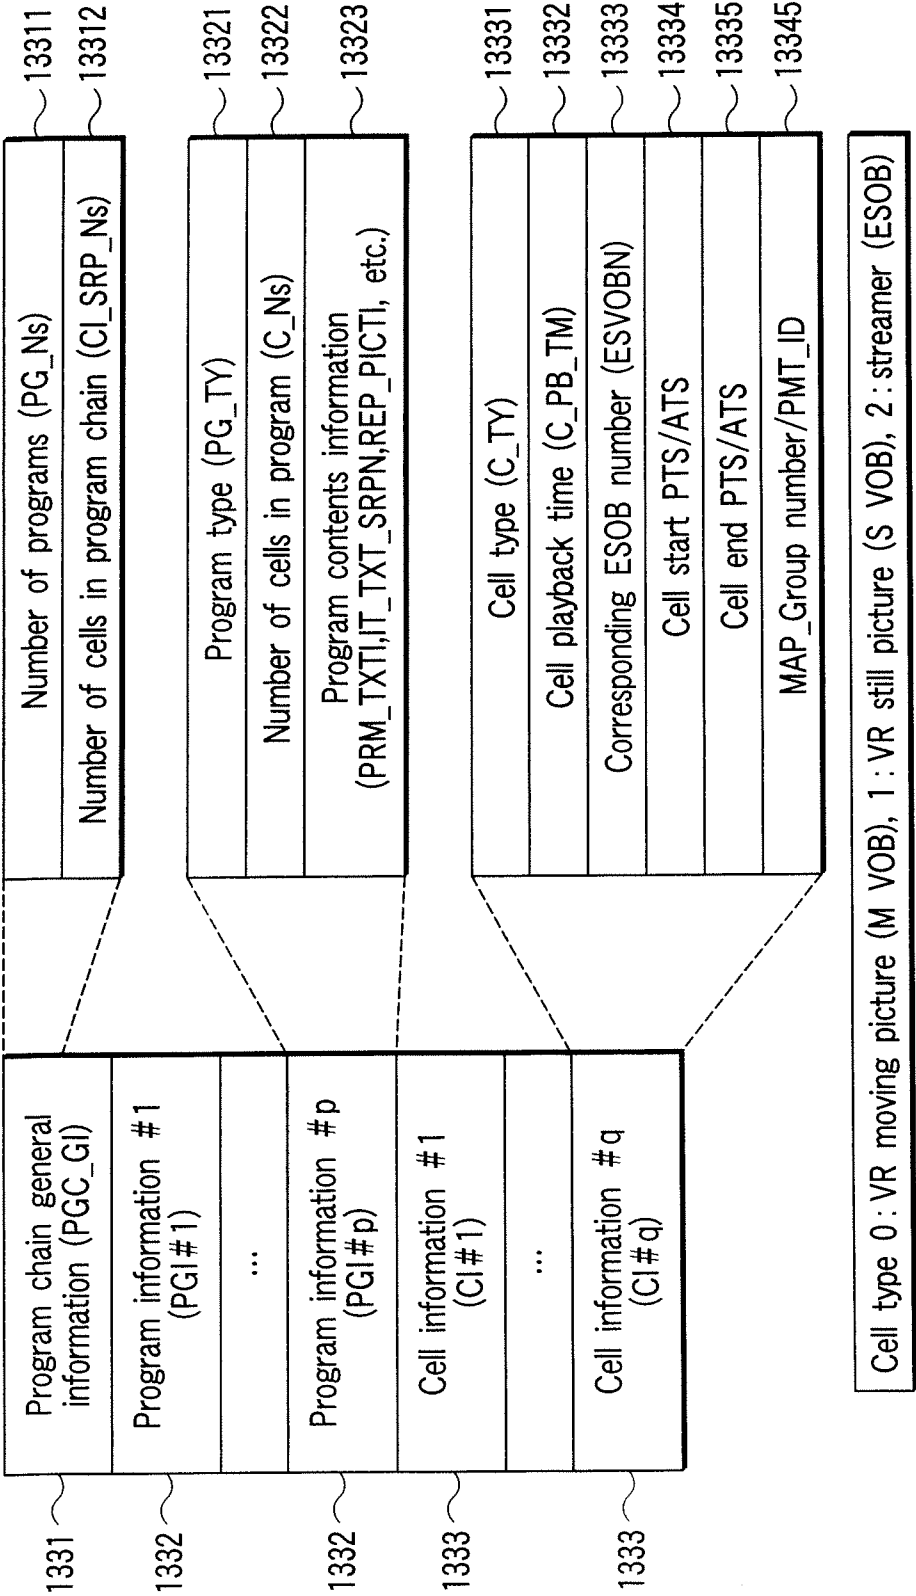 Program chain general
information (PGC_GI)
1331
Program information #1
(PGI#1)
1332
...
Program information #p
(PGI#p)
1332
Cell information #1
(CI#1)
1333
...
Cell information #q
(CI#q)
1333
Number of programs (PG_Ns)
13311
Number of cells in program chain (CI_SRP_Ns)
13312
Program type (PG_TY)
13321
Number of cells in program (C_Ns)
13322
Program contents information
(PRM_TXTI,IT_TXT_SRPN,REP_PICTI, etc.)
13323
Cell type (C_TY)
13331
Cell playback time (C_PB_TM)
13332
Corresponding ESOB number (ESVOBN)
13333
Cell start PTS/ATS
13334
Cell end PTS/ATS
13335
MAP_Group number/PMT_ID
13345
Cell type 0 : VR moving picture (M VOB), 1 : VR still picture (S VOB), 2 : streamer (ESOB)